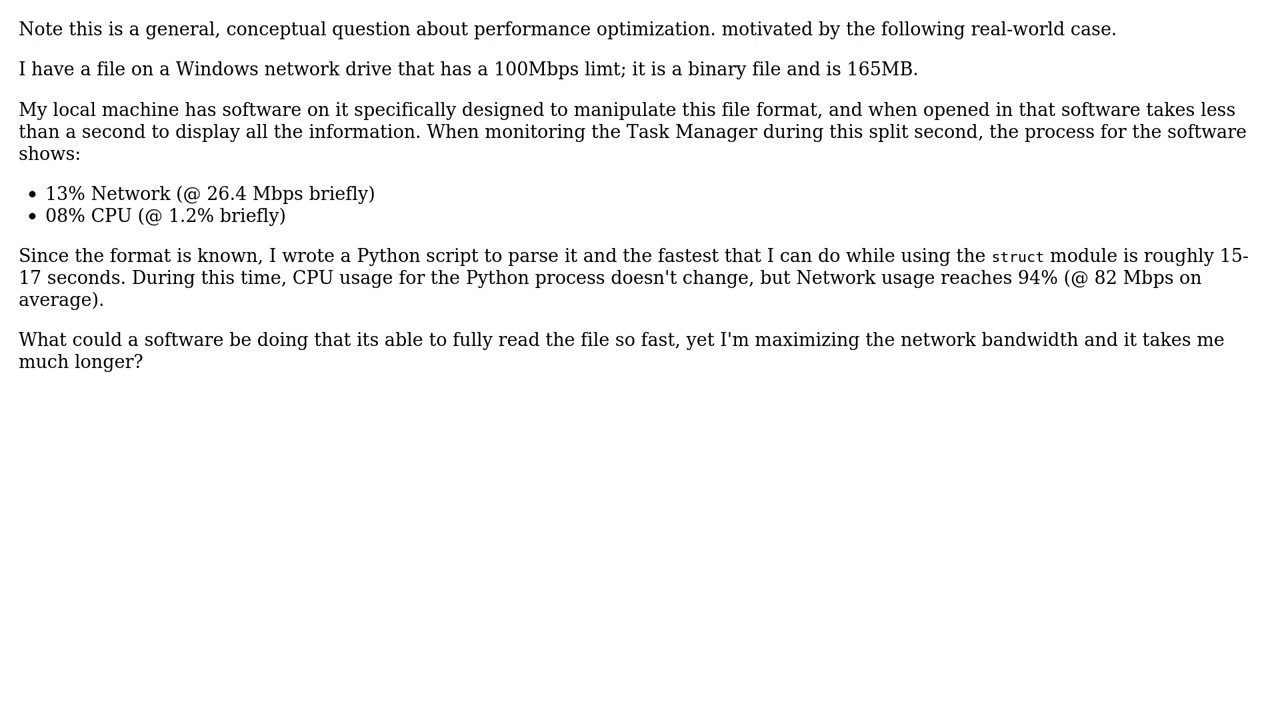 Note this is a general, conceptual question about performance optimization. motivated by the following real-world case.
I have a file on a Windows network drive that has a 100Mbps limt; it is a binary file and is 165MB.
My local machine has software on it specifically designed to manipulate this file format, and when opened in that software takes less
than a second to display all the information. When monitoring the Task Manager during this split second, the process for the software
shows:
• 13% Network (@ 26.4 Mbps briefly)
• 08% CPU (@ 1.2% briefly)
Since the format is known, I wrote a Python script to parse it and the fastest that I can do while using the struct module is roughly 15-
17 seconds. During this time, CPU usage for the Python process doesn't change, but Network usage reaches 94% (@ 82 Mbps on
average).
What could a software be doing that its able to fully read the file so fast, yet I'm maximizing the network bandwidth and it takes me
much longer?